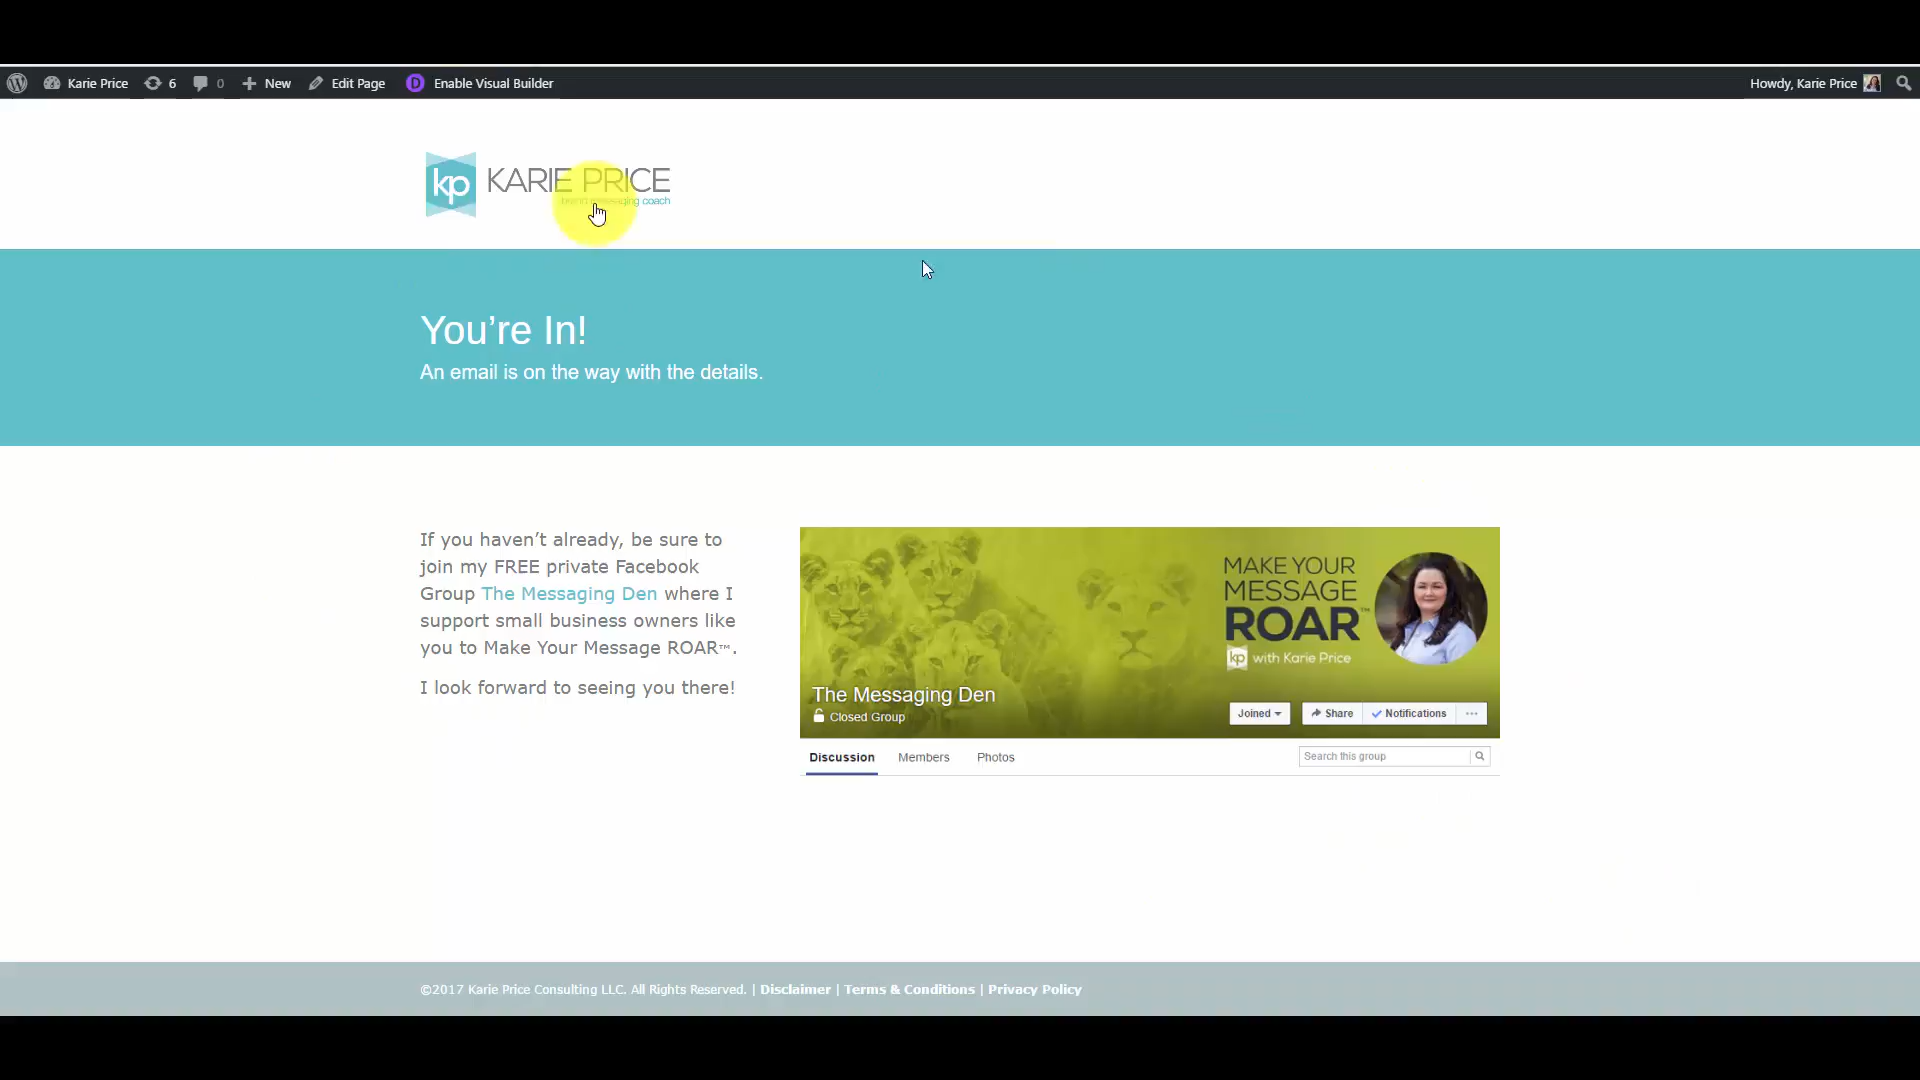 Karie Price 6 0 New Edit Page D Enable Visual Builder Howdy, Karie Price
kp KARIE PRICE
brand messaging coach
You're In!
An email is on the way with the details.
If you haven't already, be sure to
join my FREE private Facebook
Group The Messaging Den where I
support small business owners like
you to Make Your Message ROAR™.
I look forward to seeing you there!
MAKE YOUR
MESSAGE
ROAR™
kp with Karie Price
The Messaging Den
Closed Group
Joined Share Notifications ...
Discussion Members Photos Search this group
©2017 Karie Price Consulting LLC. All Rights Reserved. | Disclaimer | Terms & Conditions | Privacy Policy